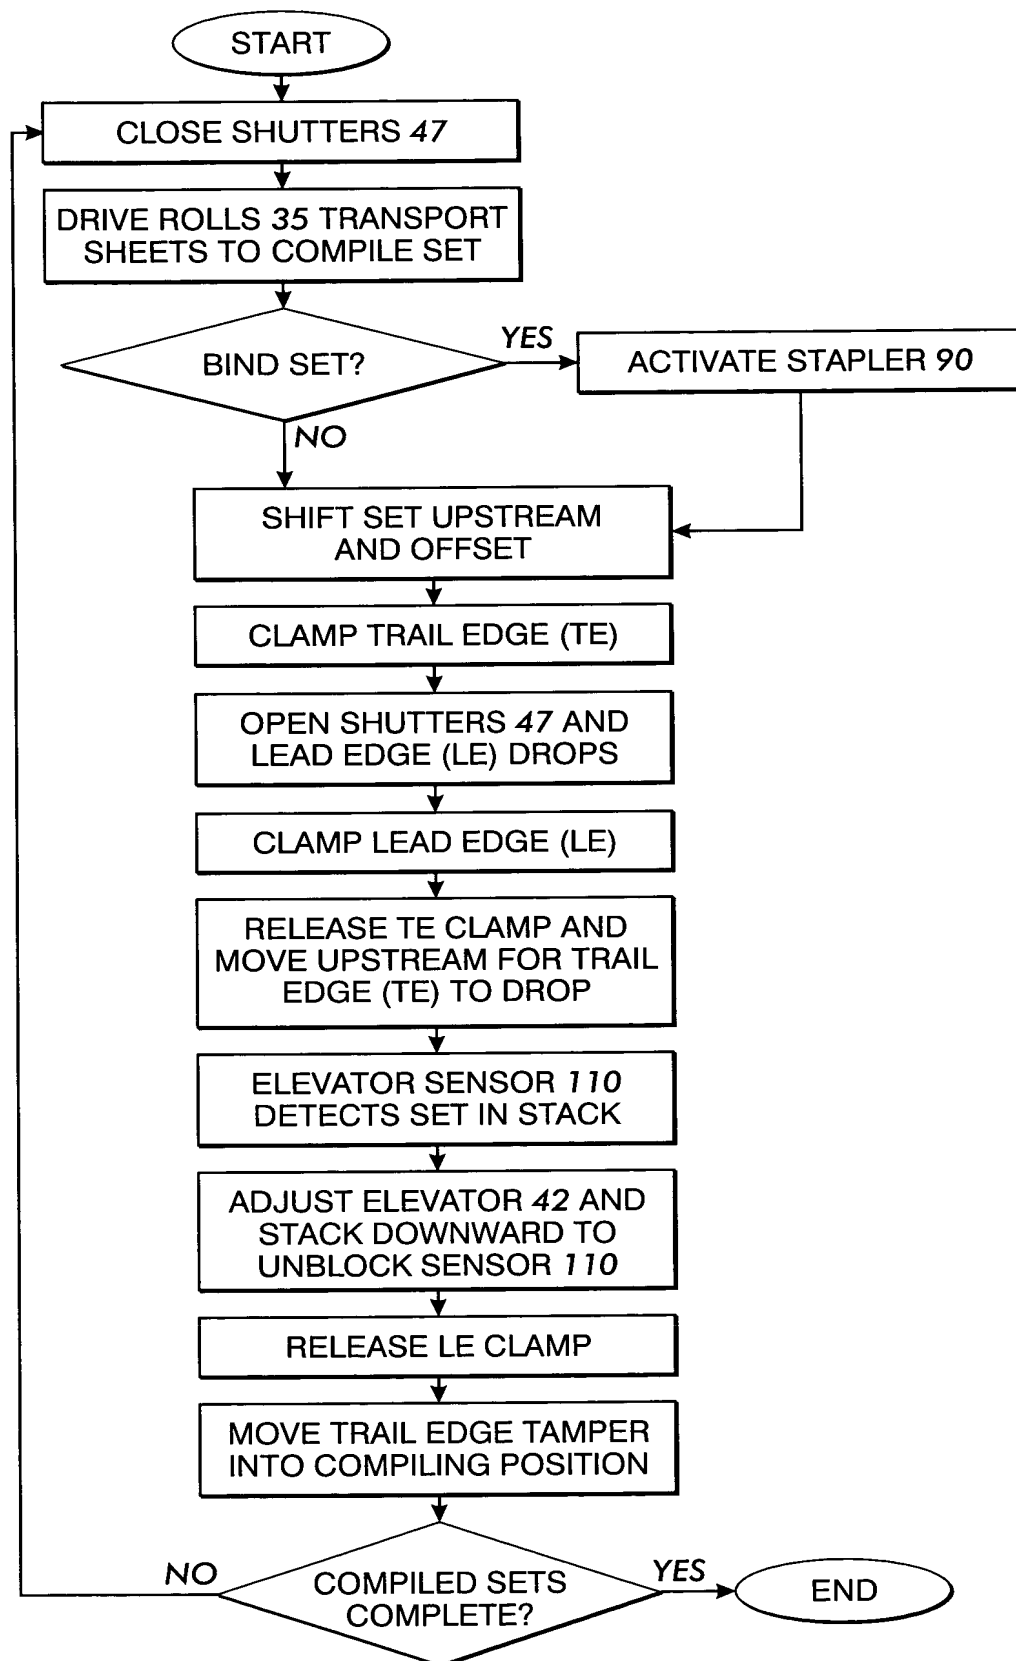 START
CLOSE SHUTTERS 47
DRIVE ROLLS 35 TRANSPORT
SHEETS TO COMPILE SET
BIND SET?
YES
ACTIVATE STAPLER 90
NO
SHIFT SET UPSTREAM
AND OFFSET
CLAMP TRAIL EDGE (TE)
OPEN SHUTTERS 47 AND
LEAD EDGE (LE) DROPS
CLAMP LEAD EDGE (LE)
RELEASE TE CLAMP AND
MOVE UPSTREAM FOR TRAIL
EDGE (TE) TO DROP
ELEVATOR SENSOR 110
DETECTS SET IN STACK
ADJUST ELEVATOR 42 AND
STACK DOWNWARD TO
UNBLOCK SENSOR 110
RELEASE LE CLAMP
MOVE TRAIL EDGE TAMPER
INTO COMPILING POSITION
NO
COMPILED SETS
COMPLETE?
YES
END